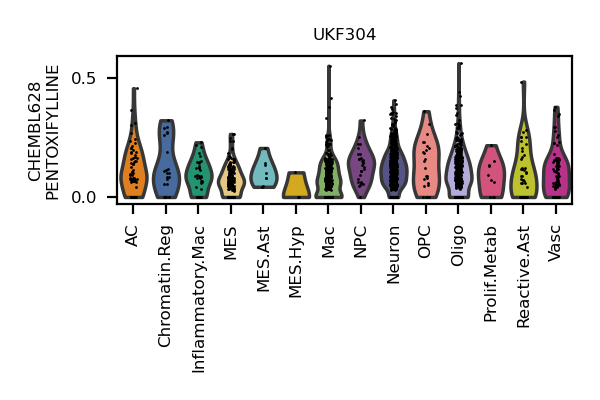 UKF304
CHEMBL628
PENTOXIFYLLINE
0.5
0.0
AC
Chromatin.Reg
Inflammatory.Mac
MES
MES.Ast
MES.Hyp
Mac
NPC
Neuron
OPC
Oligo
Prolif.Metab
Reactive.Ast
Vasc